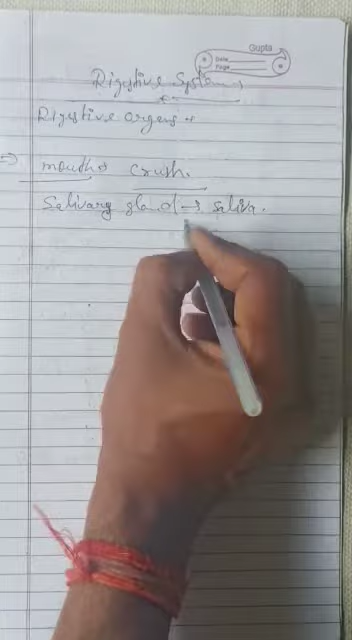 Gupta
Date
Page
Digestive System
Digestive organs
mouth → crush.
Salivary gland → saliva.